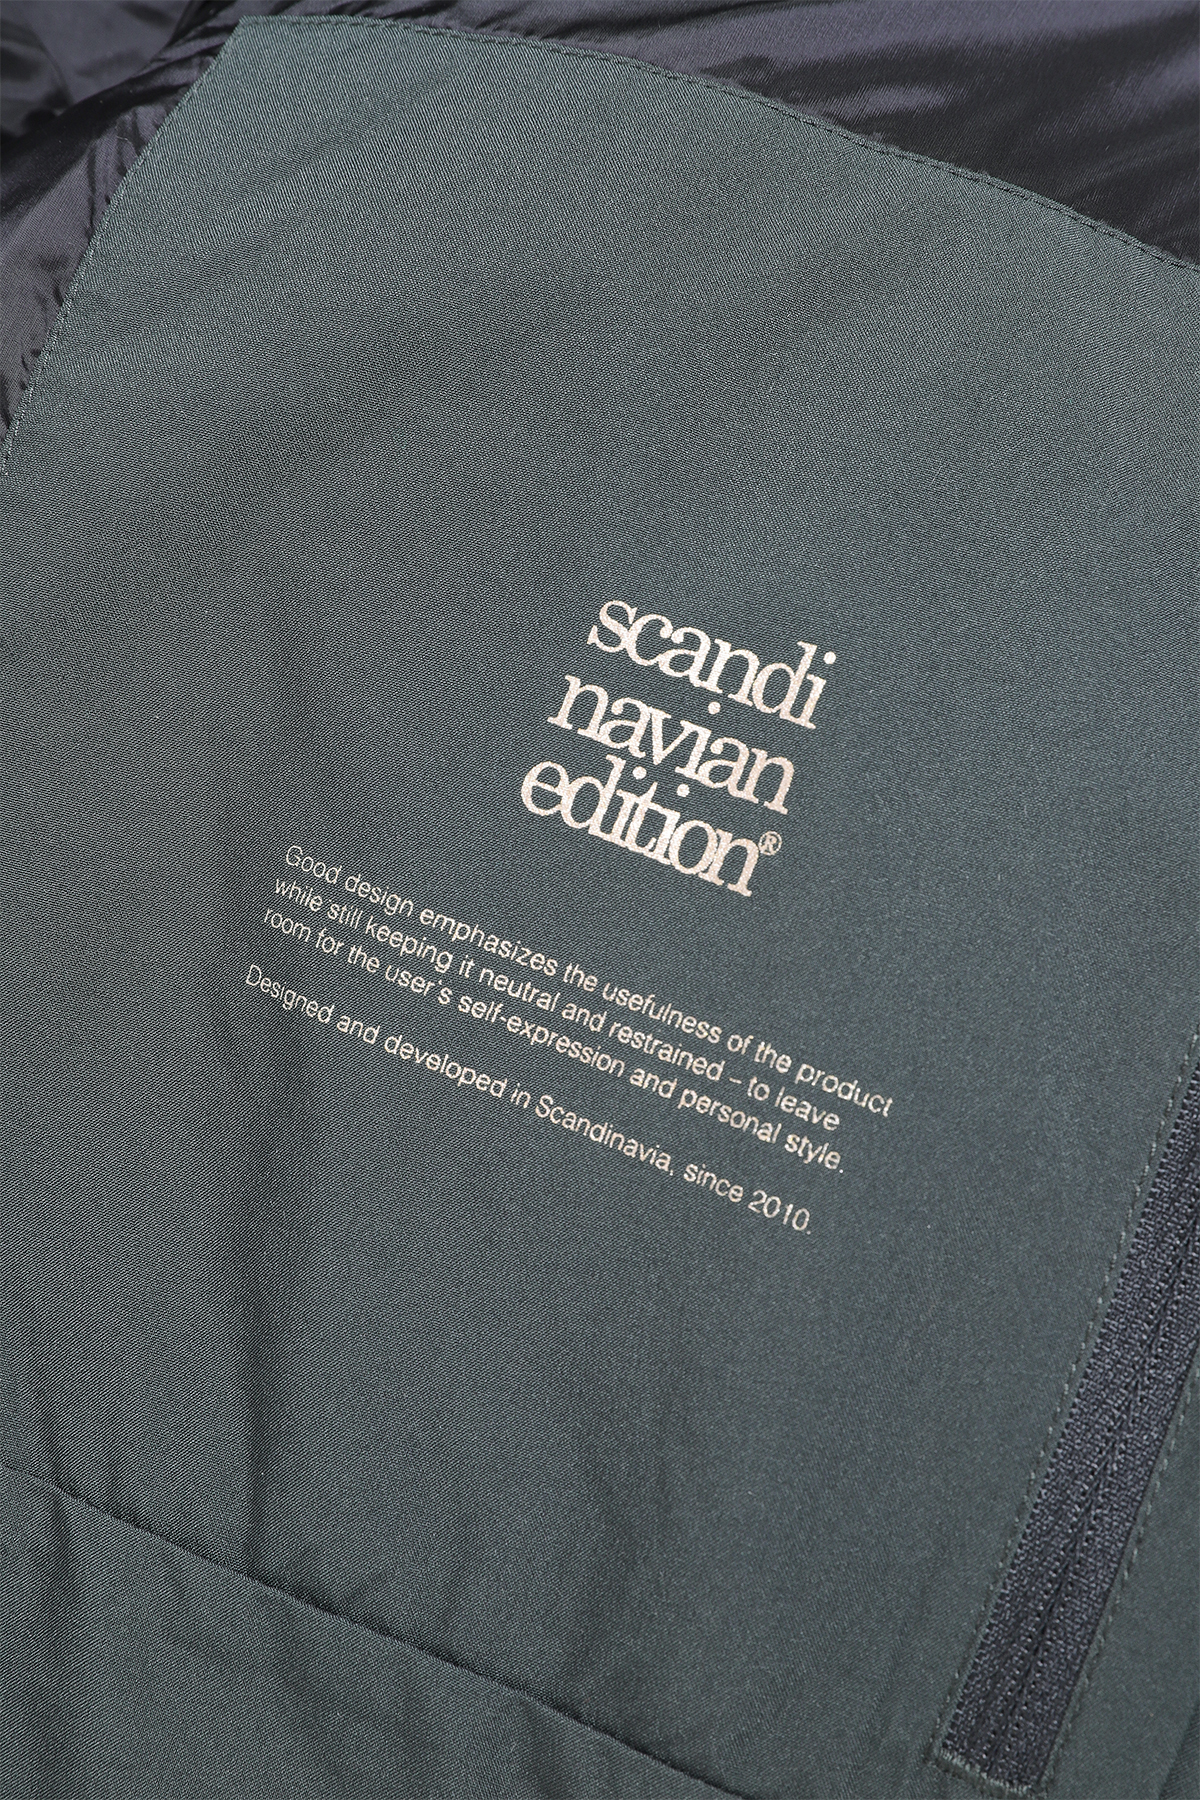 scandi
navian
edition®
Good design emphasizes the usefulness of the product
while still keeping it neutral and restrained – to leave
room for the user's self-expression and personal style.
Designed and developed in Scandinavia, since 2010.